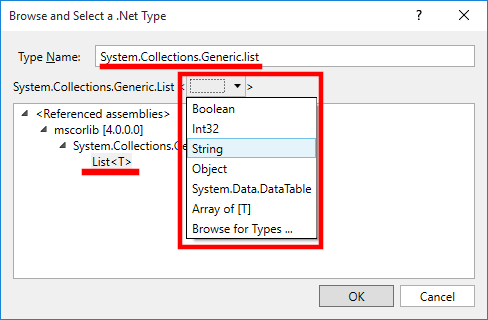 Browse and Select a .Net Type
Type Name: System.Collections.Generic.list
System.Collections.Generic.List < >
<Referenced assemblies>
mscorlib [4.0.0.0]
System.Collections.Ge
List<T>
Boolean
Int32
String
Object
System.Data.DataTable
Array of [T]
Browse for Types ...
OK Cancel